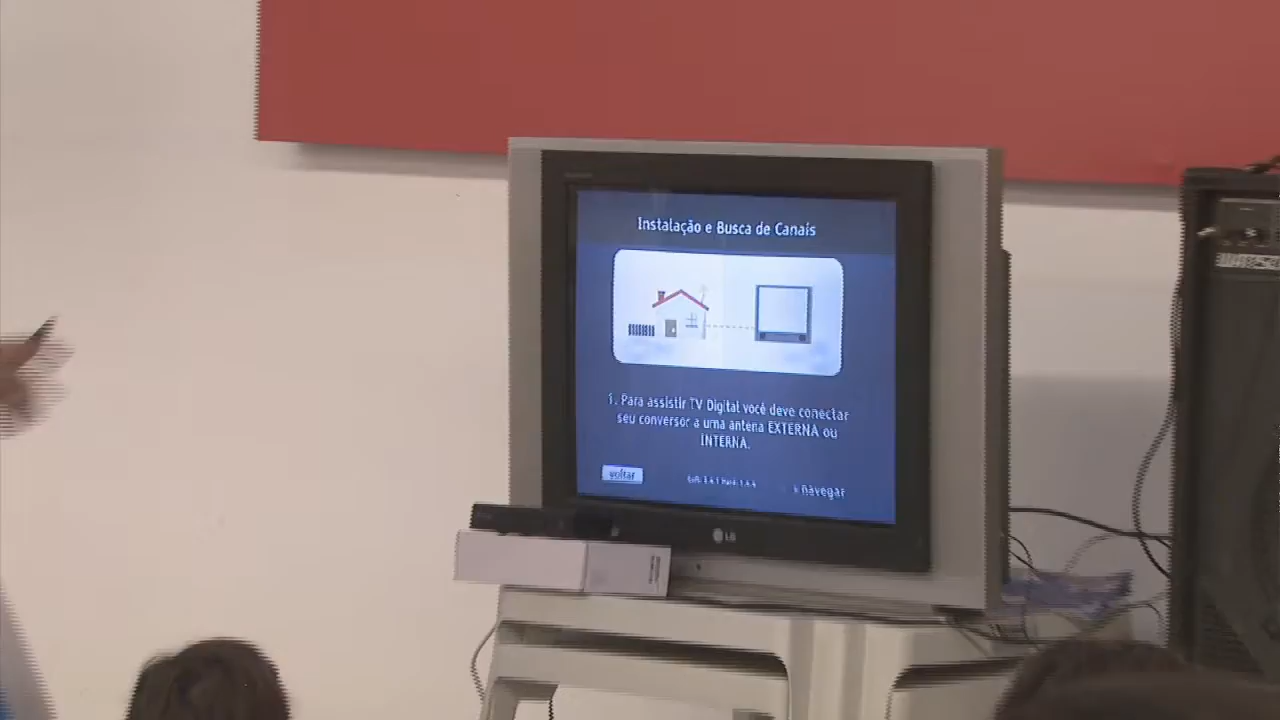 Instalação e Busca de Canais
1. Para assistir TV Digital você deve conectar
seu conversor a uma antena EXTERNA ou
INTERNA.
voltar
navegar
LG